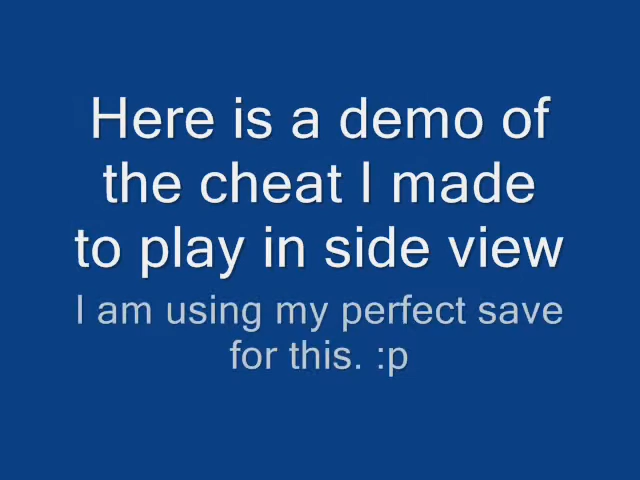 Here is a demo of
the cheat I made
to play in side view
I am using my perfect save
for this. :p